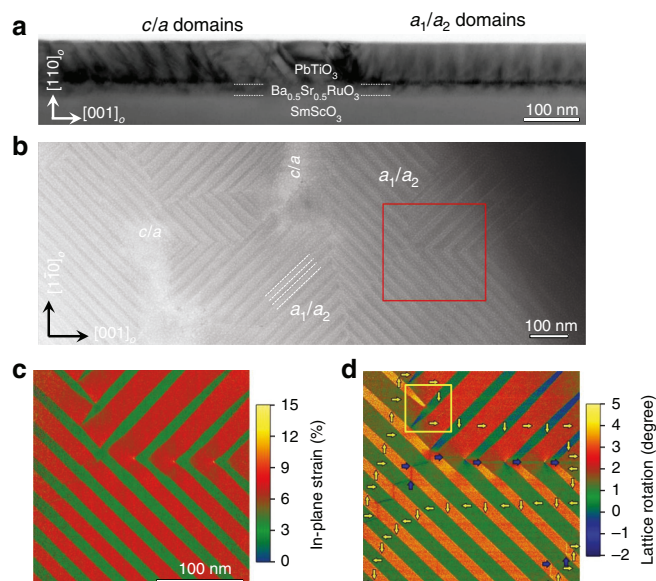 c/a domains
a₁/a₂ domains
a
[110]ₒ
[001]ₒ
PbTiO₃
Ba₀.₅Sr₀.₅RuO₃
SmScO₃
100 nm
b
c/a
c/a
a₁/a₂
a₁/a₂
[11̄0]ₒ
[001]ₒ
100 nm
c
15
12
9
6
3
0
In-plane strain (%)
100 nm
d
5
4
3
2
1
0
−1
−2
Lattice rotation (degree)